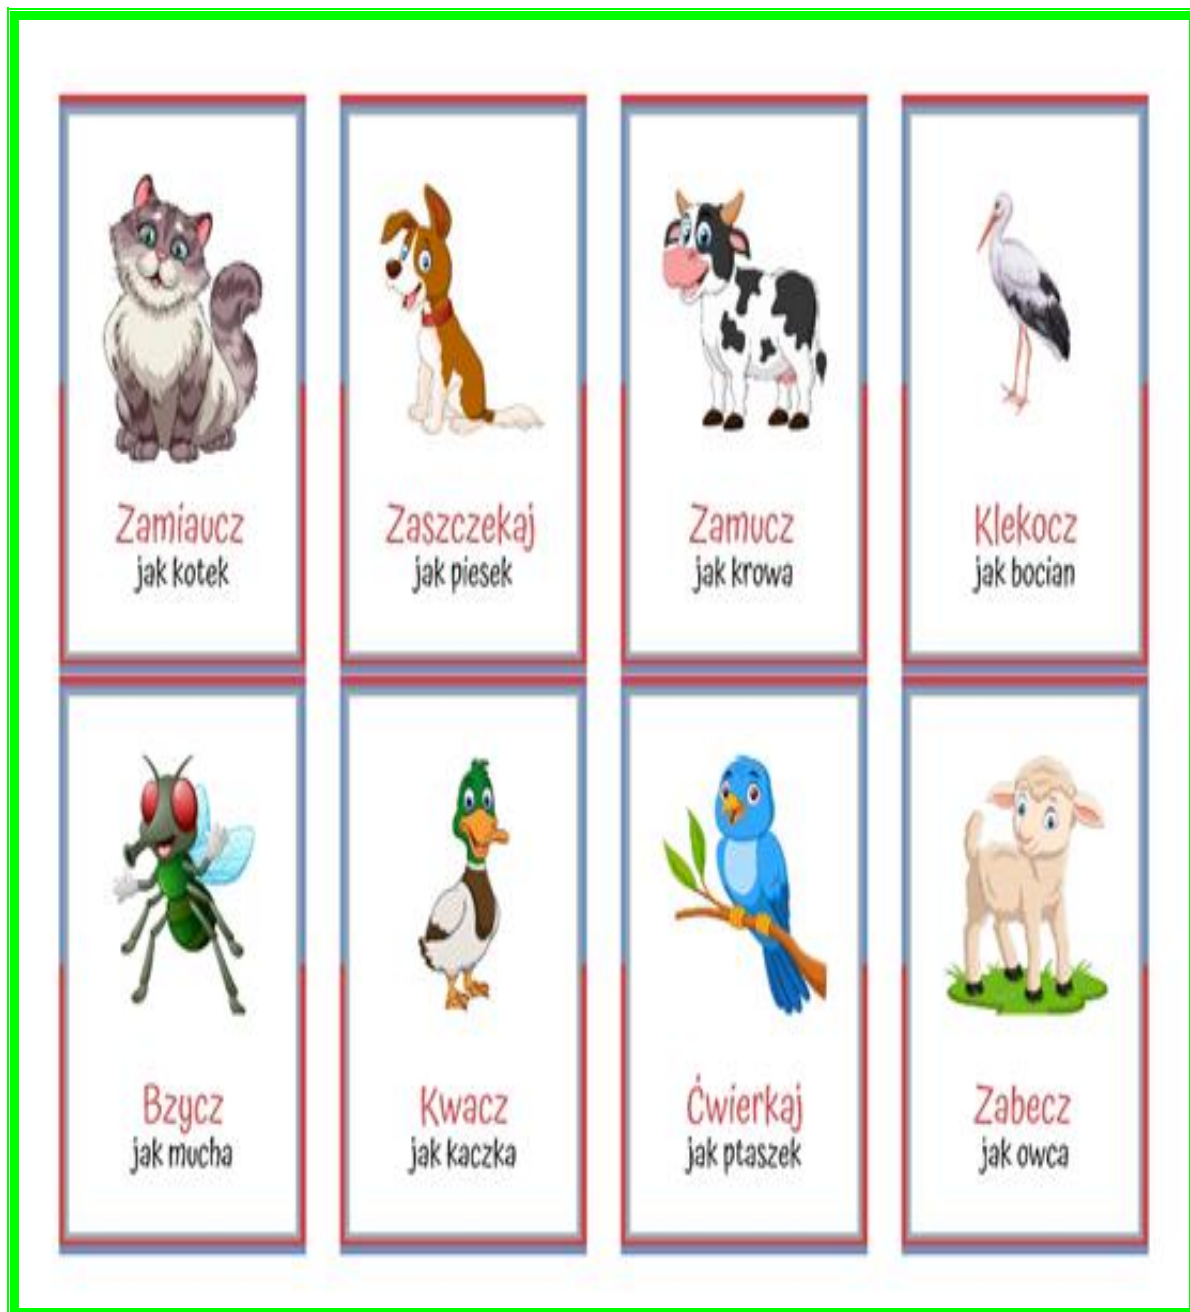 Zamiaucz
jak kotek
Zaszczekaj
jak piesek
Zamucz
jak krowa
Klekocz
jak bocian
Bzycz
jak mucha
Kwacz
jak kaczka
Ćwierkaj
jak ptaszek
Zabecz
jak owca